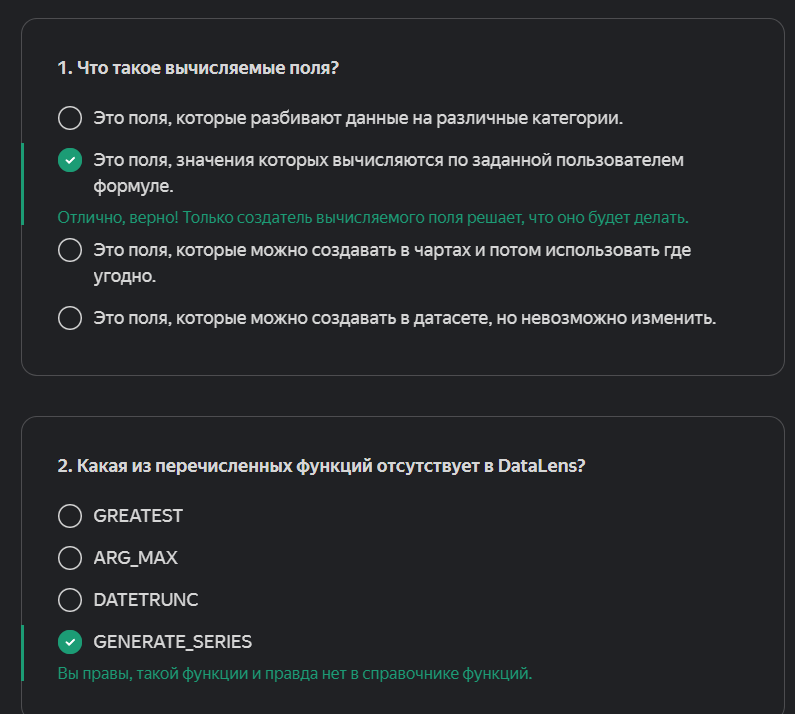 1. Что такое вычисляемые поля?
Это поля, которые разбивают данные на различные категории.
Это поля, значения которых вычисляются по заданной пользователем
формуле.
Отлично, верно! Только создатель вычисляемого поля решает, что оно будет делать.
Это поля, которые можно создавать в чартах и потом использовать где
угодно.
Это поля, которые можно создавать в датасете, но невозможно изменить.
2. Какая из перечисленных функций отсутствует в DataLens?
GREATEST
ARG_MAX
DATETRUNC
GENERATE_SERIES
Вы правы, такой функции и правда нет в справочнике функций.